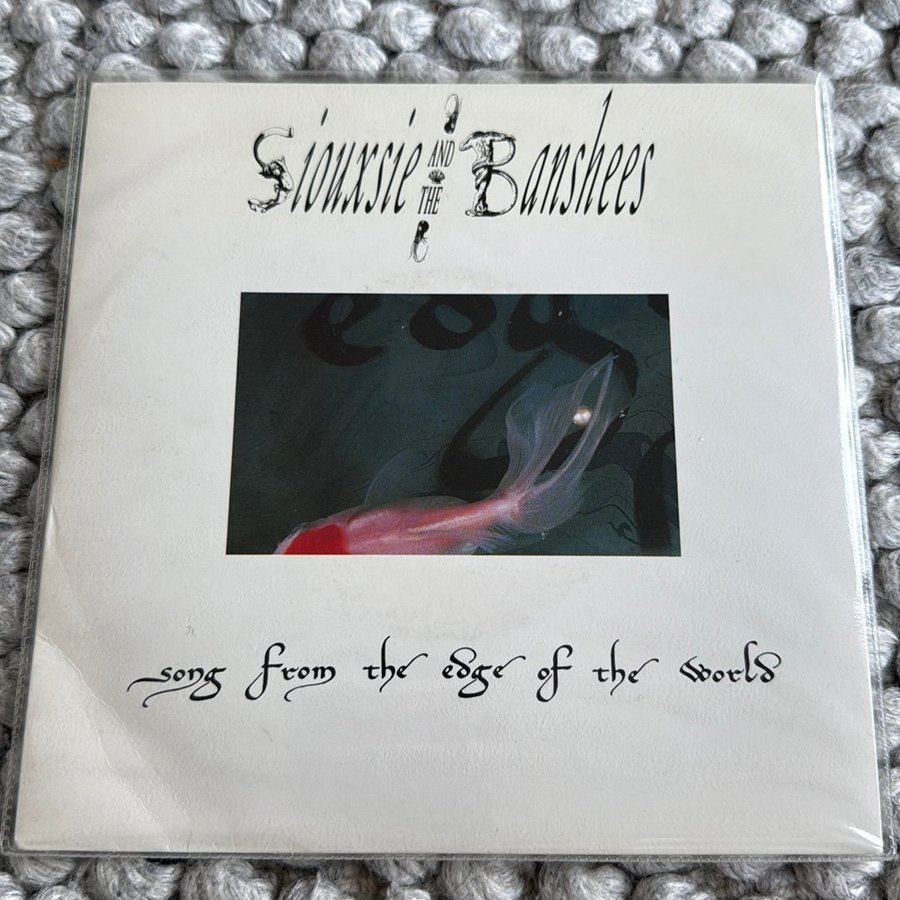 Siouxsie AND THE Banshees
song from the edge of the world